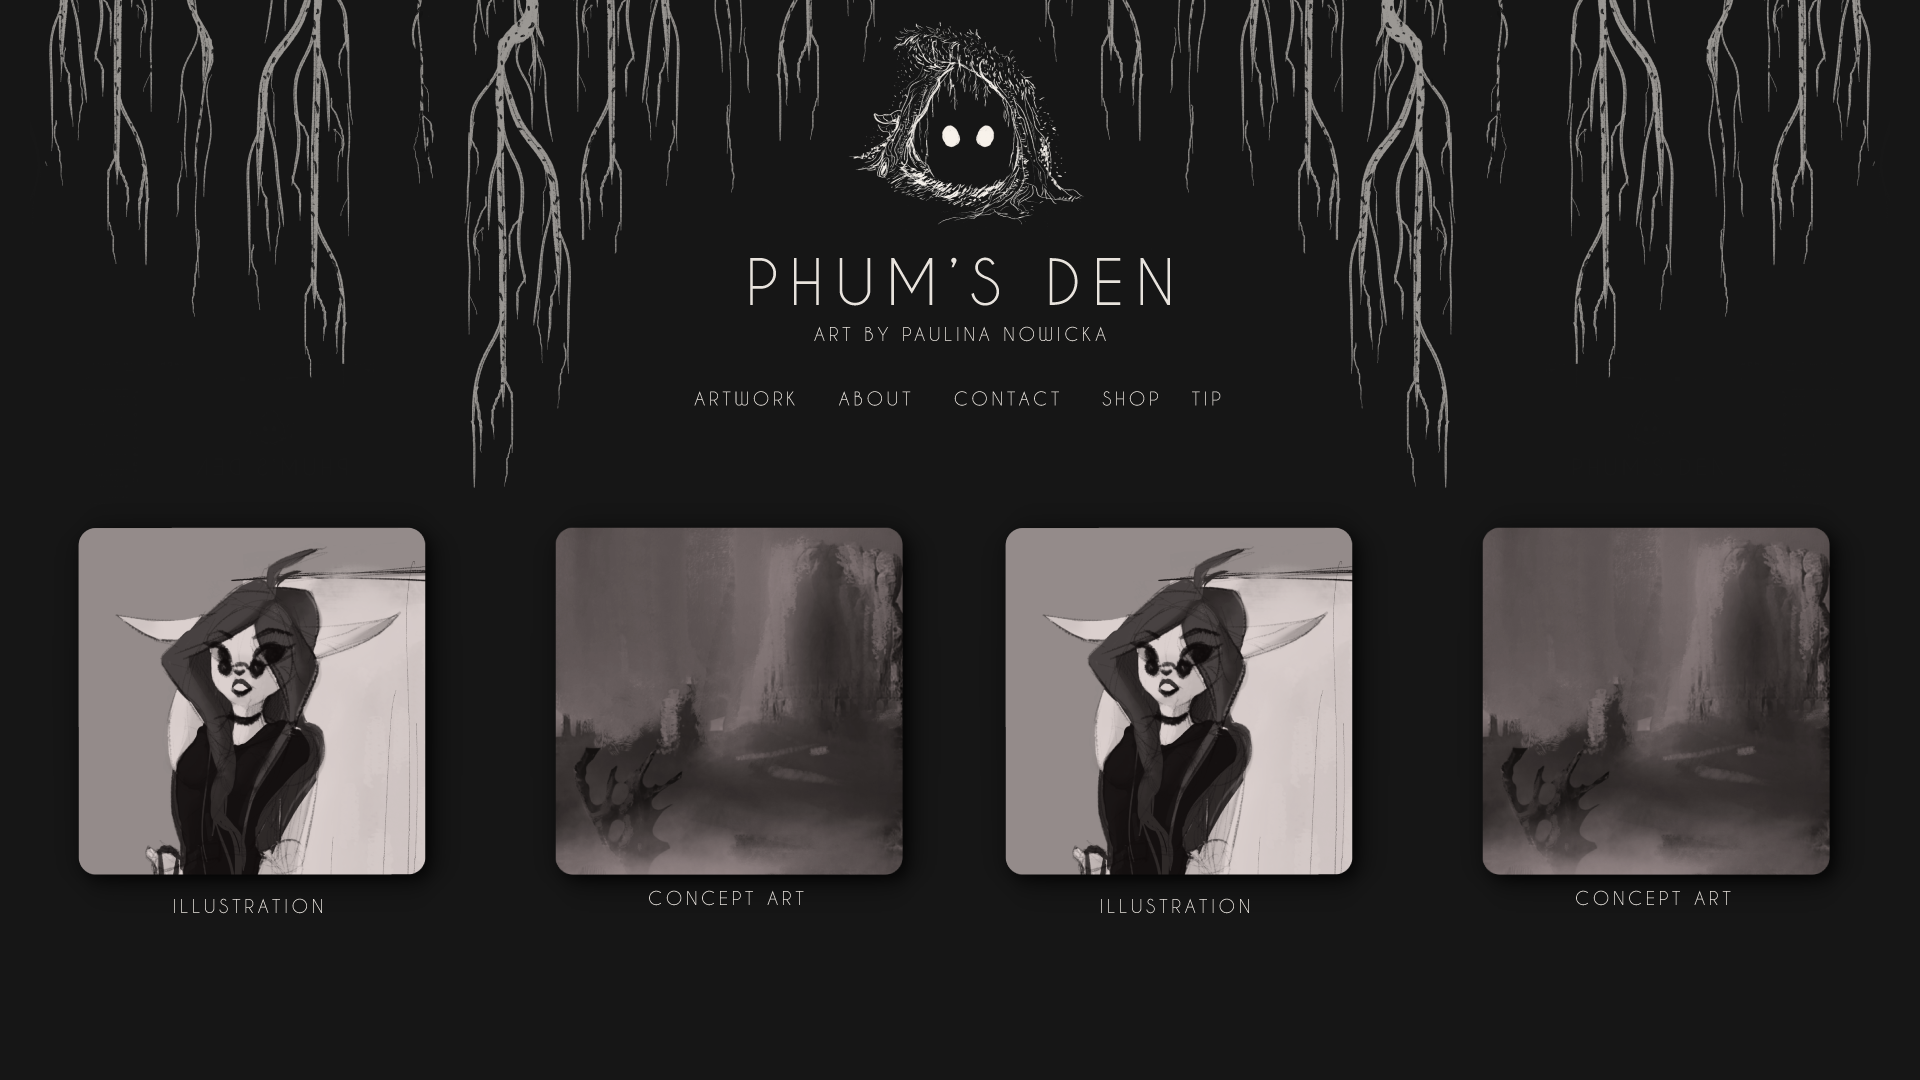 PHUM'S DEN
ART BY PAULINA NOWICKA
ARTWORK ABOUT CONTACT SHOP TIP
ILLUSTRATION CONCEPT ART ILLUSTRATION CONCEPT ART